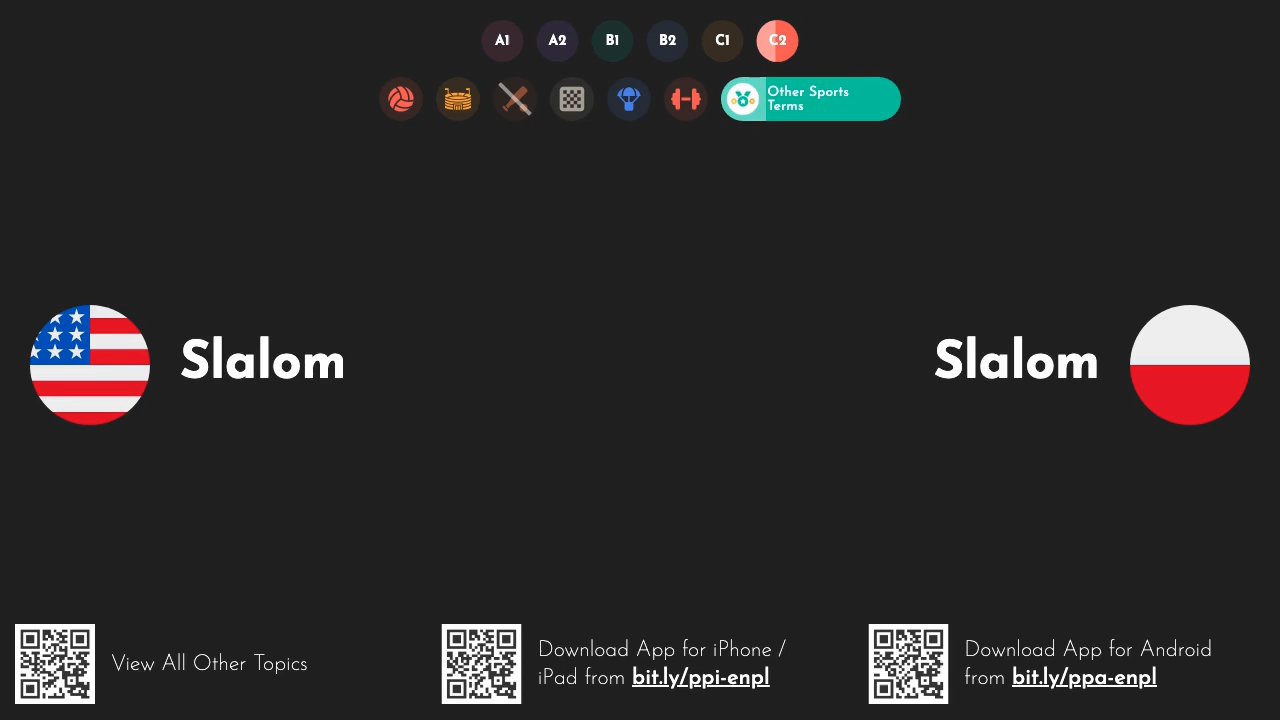 A1 A2 B1 B2 C1 C2
Other Sports
Terms
Slalom
Slalom
View All Other Topics
Download App for iPhone /
iPad from bit.ly/ppi-enpl
Download App for Android
from bit.ly/ppa-enpl